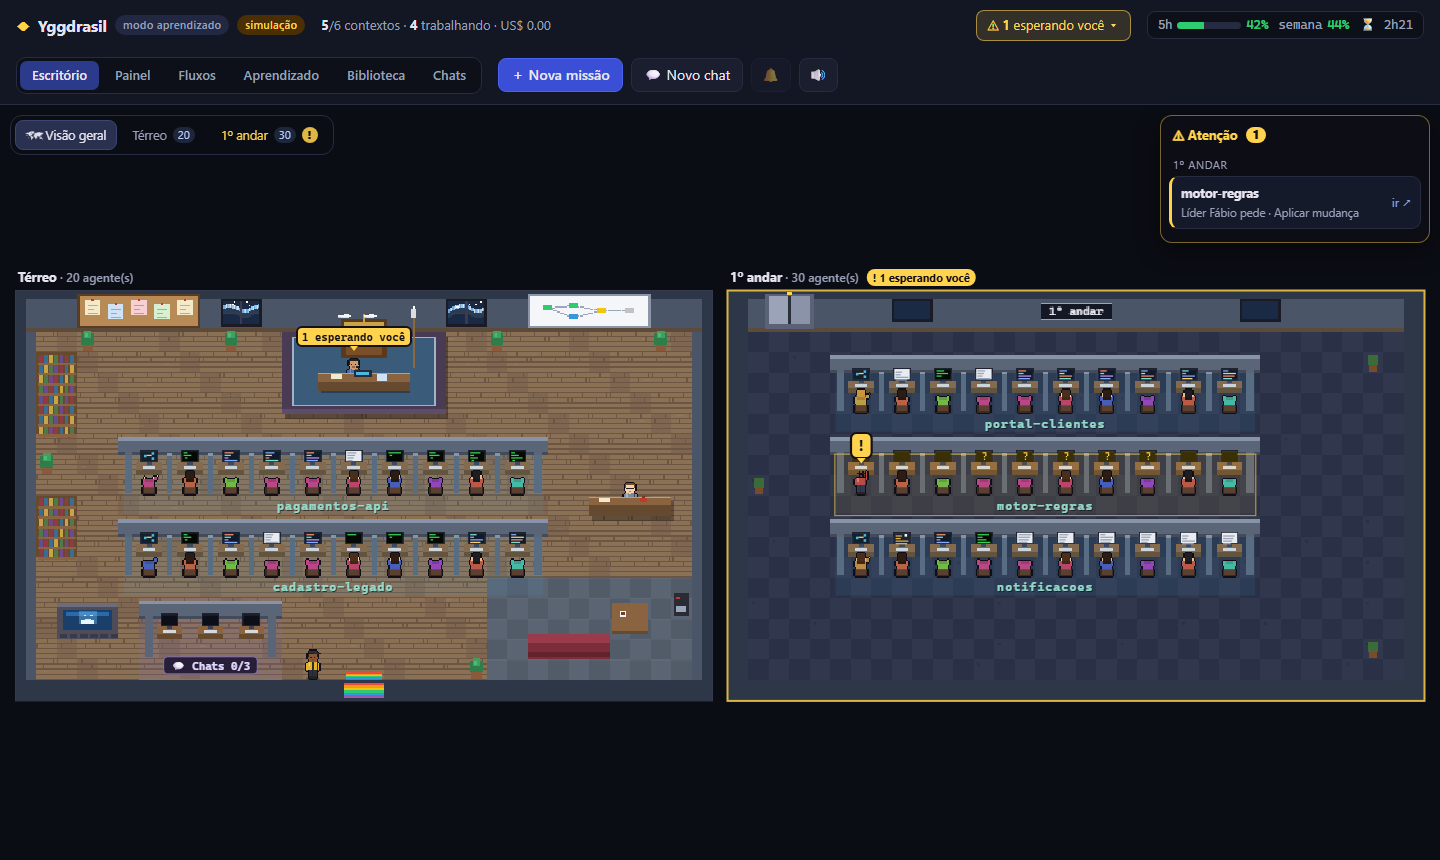 Yggdrasil modo aprendizado simulação 5/6 contextos · 4 trabalhando · US$ 0.00
1 esperando você
5h 42% semana 44% 2h21
Escritório Painel Fluxos Aprendizado Biblioteca Chats + Nova missão Novo chat
Visão geral Térreo 20 1º andar 30 !
Atenção 1
1º ANDAR
motor-regras
Líder Fábio pede · Aplicar mudança
ir ↗
Térreo · 20 agente(s)
1 esperando você
pagamentos-api
cadastro-legado
Chats 0/3
1º andar · 30 agente(s) ! 1 esperando você
1º andar
portal-clientes
!
? ? ? ? ?
motor-regras
notificacoes